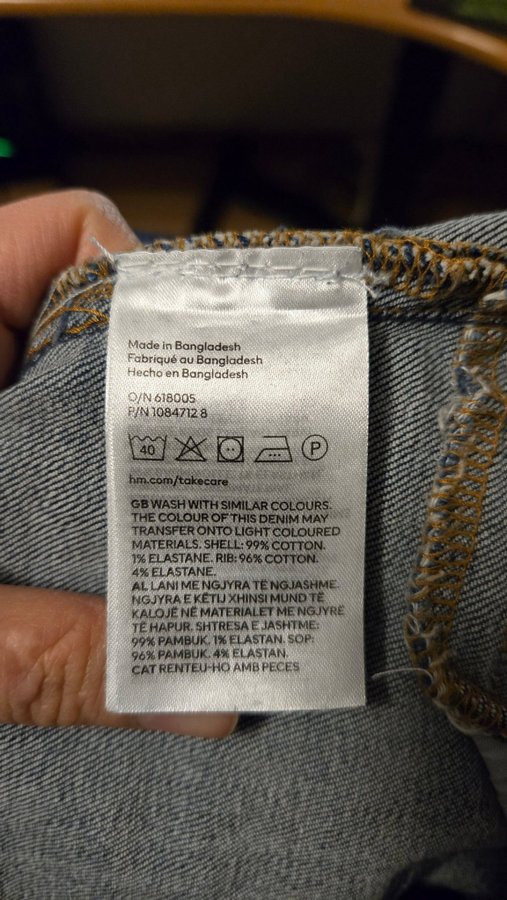 Made in Bangladesh
Fabriqué au Bangladesh
Hecho en Bangladesh
O/N 618005
P/N 1084712 8
40
P
hm.com/takecare
GB WASH WITH SIMILAR COLOURS.
THE COLOUR OF THIS DENIM MAY
TRANSFER ONTO LIGHT COLOURED
MATERIALS. SHELL: 99% COTTON.
1% ELASTANE. RIB: 96% COTTON.
4% ELASTANE.
AL LANI ME NGJYRA TË NGJASHME.
NGJYRA E KËTIJ XHINSI MUND TË
KALOJË NË MATERIALET ME NGJYRË
TË HAPUR. SHTRESA E JASHTME:
99% PAMBUK. 1% ELASTAN. SOP:
96% PAMBUK. 4% ELASTAN.
CAT RENTEU-HO AMB PECES